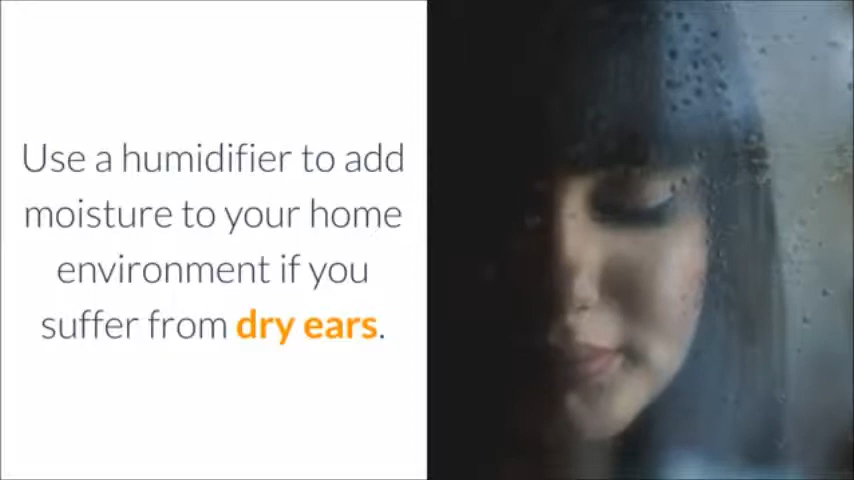 Use a humidifier to add
moisture to your home
environment if you
suffer from dry ears.